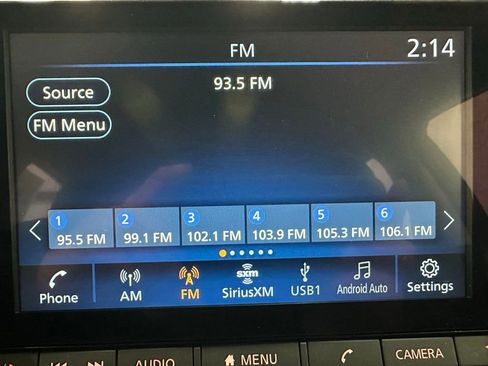 FM 2:14
93.5 FM
Source
FM Menu
1 2 3 4 5 6
95.5 FM 99.1 FM 102.1 FM 103.9 FM 105.3 FM 106.1 FM
sxm
Phone AM FM SiriusXM USB1 Android Auto Settings
AUDIO MENU CAMERA